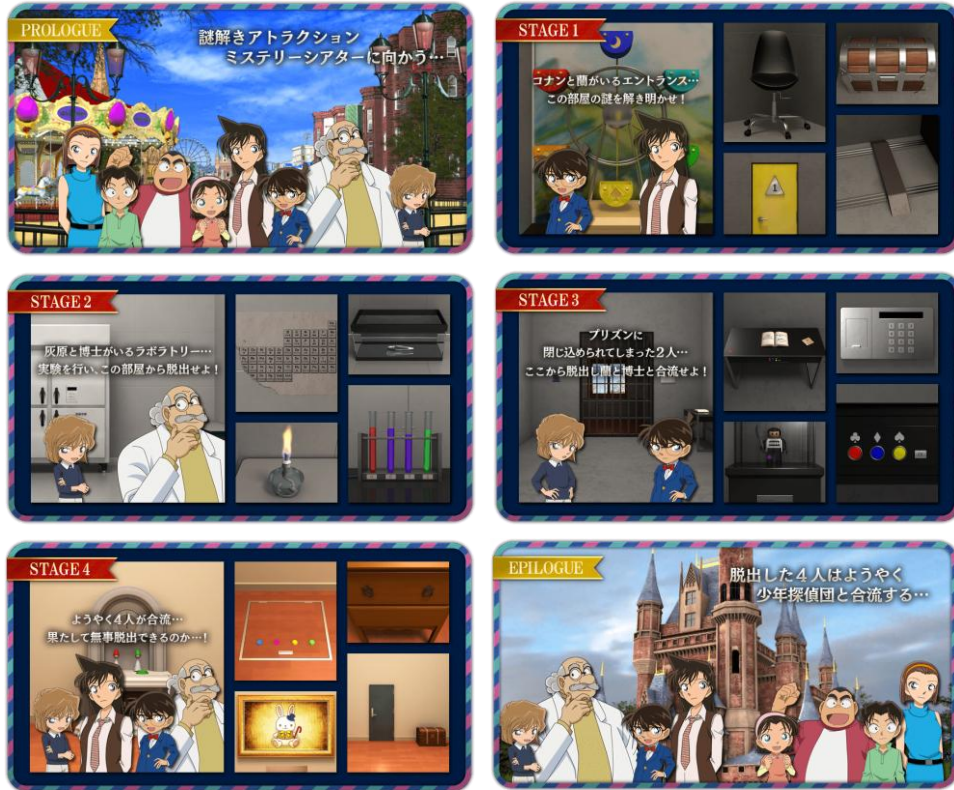 PROLOGUE
謎解きアトラクション
ミステリーシアターに向かう…
STAGE 1
コナンと蘭がいるエントランス…
この部屋の謎を解き明かせ!
STAGE 2
灰原と博士がいるラボラトリー…
実験を行い、この部屋から脱出せよ!
STAGE 3
プリズンに
閉じ込められてしまった2人…
ここから脱出し蘭と博士と合流せよ!
STAGE 4
ようやく4人が合流…
果たして無事脱出できるのか…!
EPILOGUE
脱出した4人はようやく
少年探偵団と合流する…